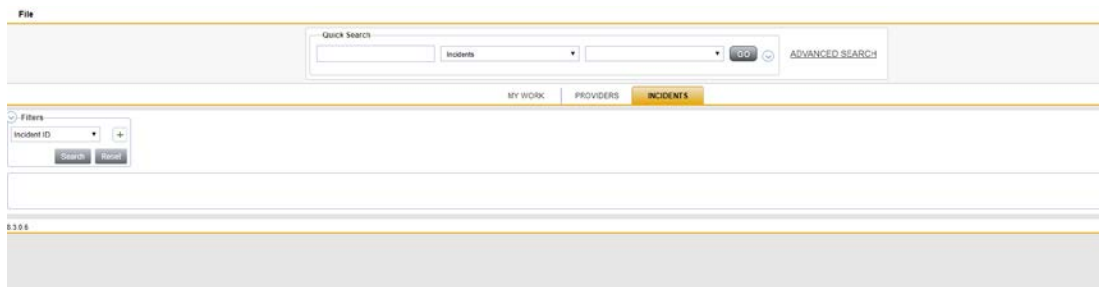 File
Quick Search
Incidents GO ADVANCED SEARCH
MY WORK PROVIDERS INCIDENTS
Filters
Incident ID +
Search Reset
8.3.0.6